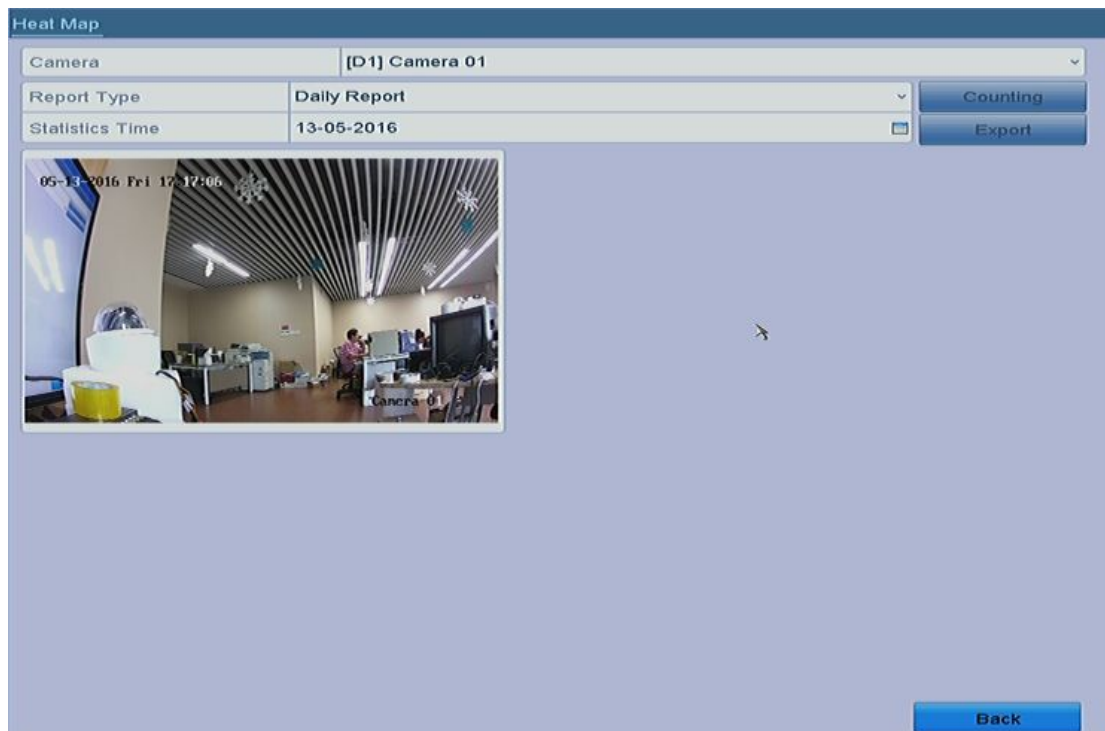 Heat Map
Camera [D1] Camera 01
Report Type Daily Report Counting
Statistics Time 13-05-2016 Export
05-13-2016 Fri 17:17:06
Camera 01
Back